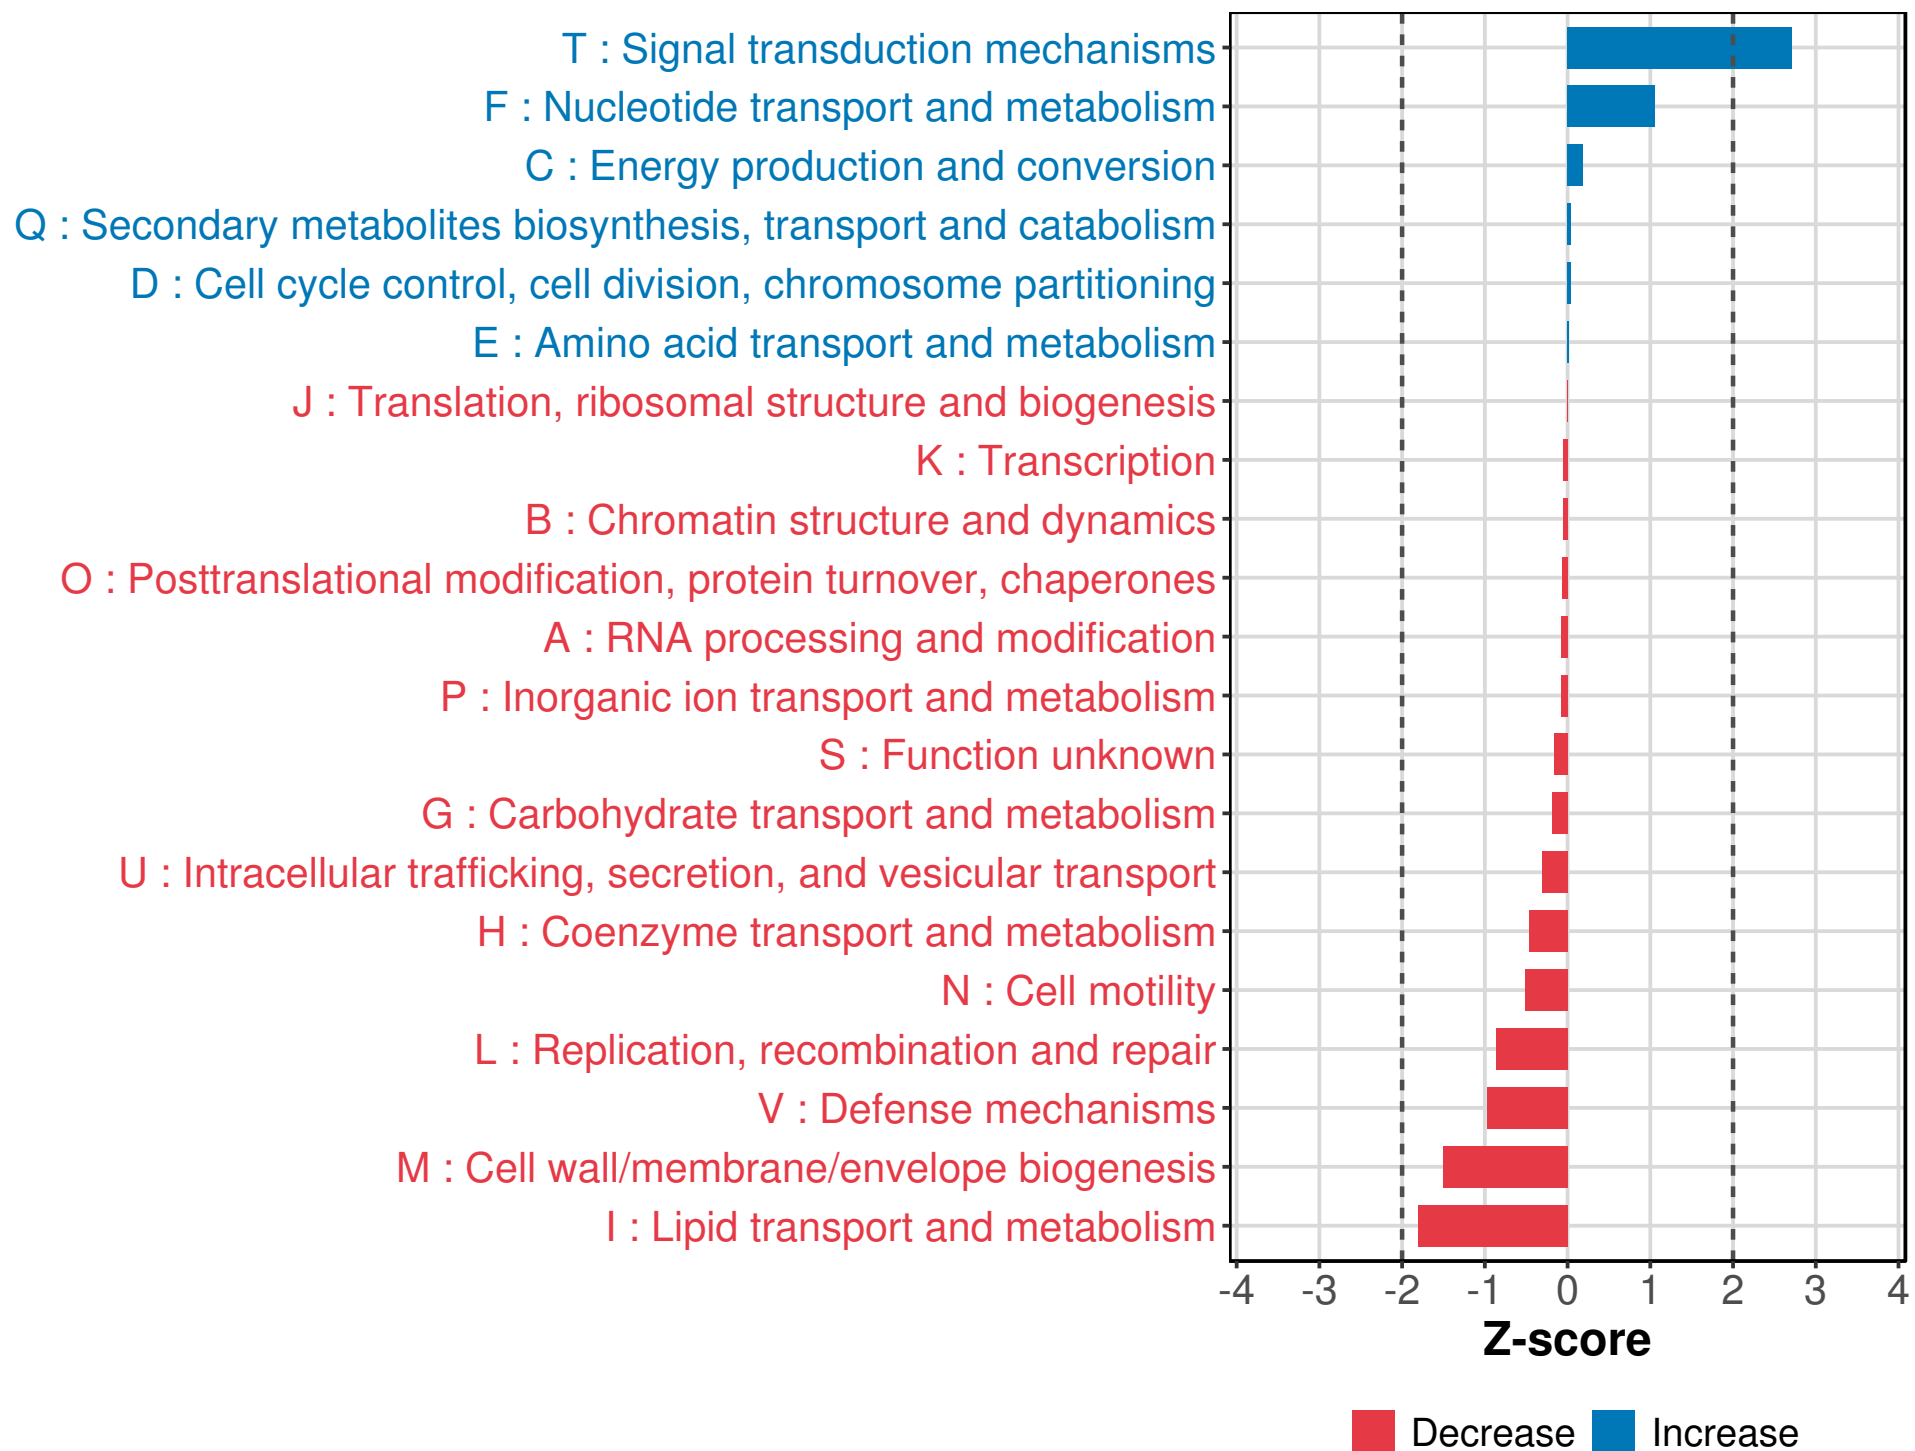 T : Signal transduction mechanisms
F : Nucleotide transport and metabolism
C : Energy production and conversion
Q : Secondary metabolites biosynthesis, transport and catabolism
D : Cell cycle control, cell division, chromosome partitioning
E : Amino acid transport and metabolism
J : Translation, ribosomal structure and biogenesis
K : Transcription
B : Chromatin structure and dynamics
O : Posttranslational modification, protein turnover, chaperones
A : RNA processing and modification
P : Inorganic ion transport and metabolism
S : Function unknown
G : Carbohydrate transport and metabolism
U : Intracellular trafficking, secretion, and vesicular transport
H : Coenzyme transport and metabolism
N : Cell motility
L : Replication, recombination and repair
V : Defense mechanisms
M : Cell wall/membrane/envelope biogenesis
I : Lipid transport and metabolism
-4 -3 -2 -1 0 1 2 3 4
Z-score
Decrease Increase